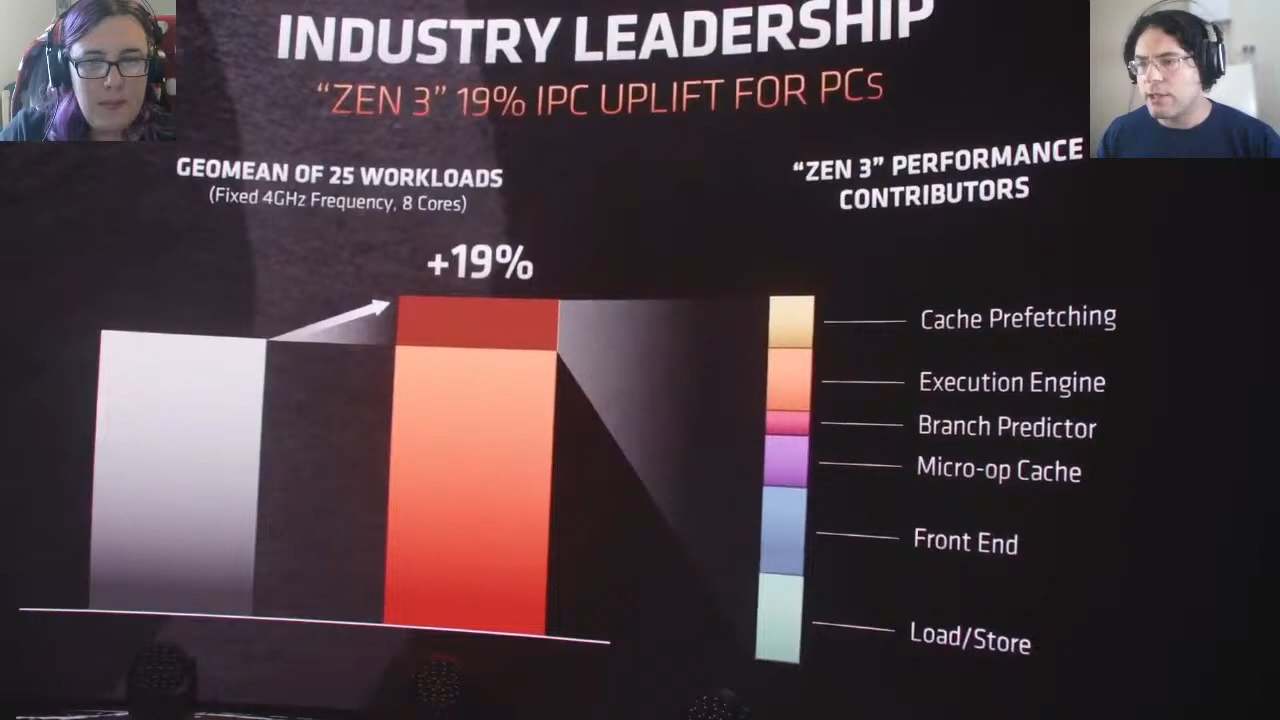 INDUSTRY LEADERSHIP
“ZEN 3” 19% IPC UPLIFT FOR PCs
GEOMEAN OF 25 WORKLOADS
(Fixed 4GHz Frequency, 8 Cores)
+19%
“ZEN 3” PERFORMANCE
CONTRIBUTORS
Cache Prefetching
Execution Engine
Branch Predictor
Micro-op Cache
Front End
Load/Store